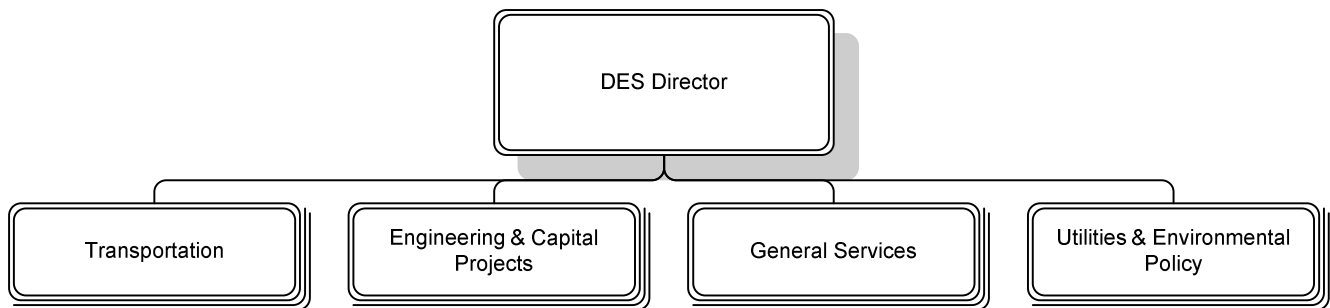 DES Director
Transportation
Engineering & Capital
Projects
General Services
Utilities & Environmental
Policy